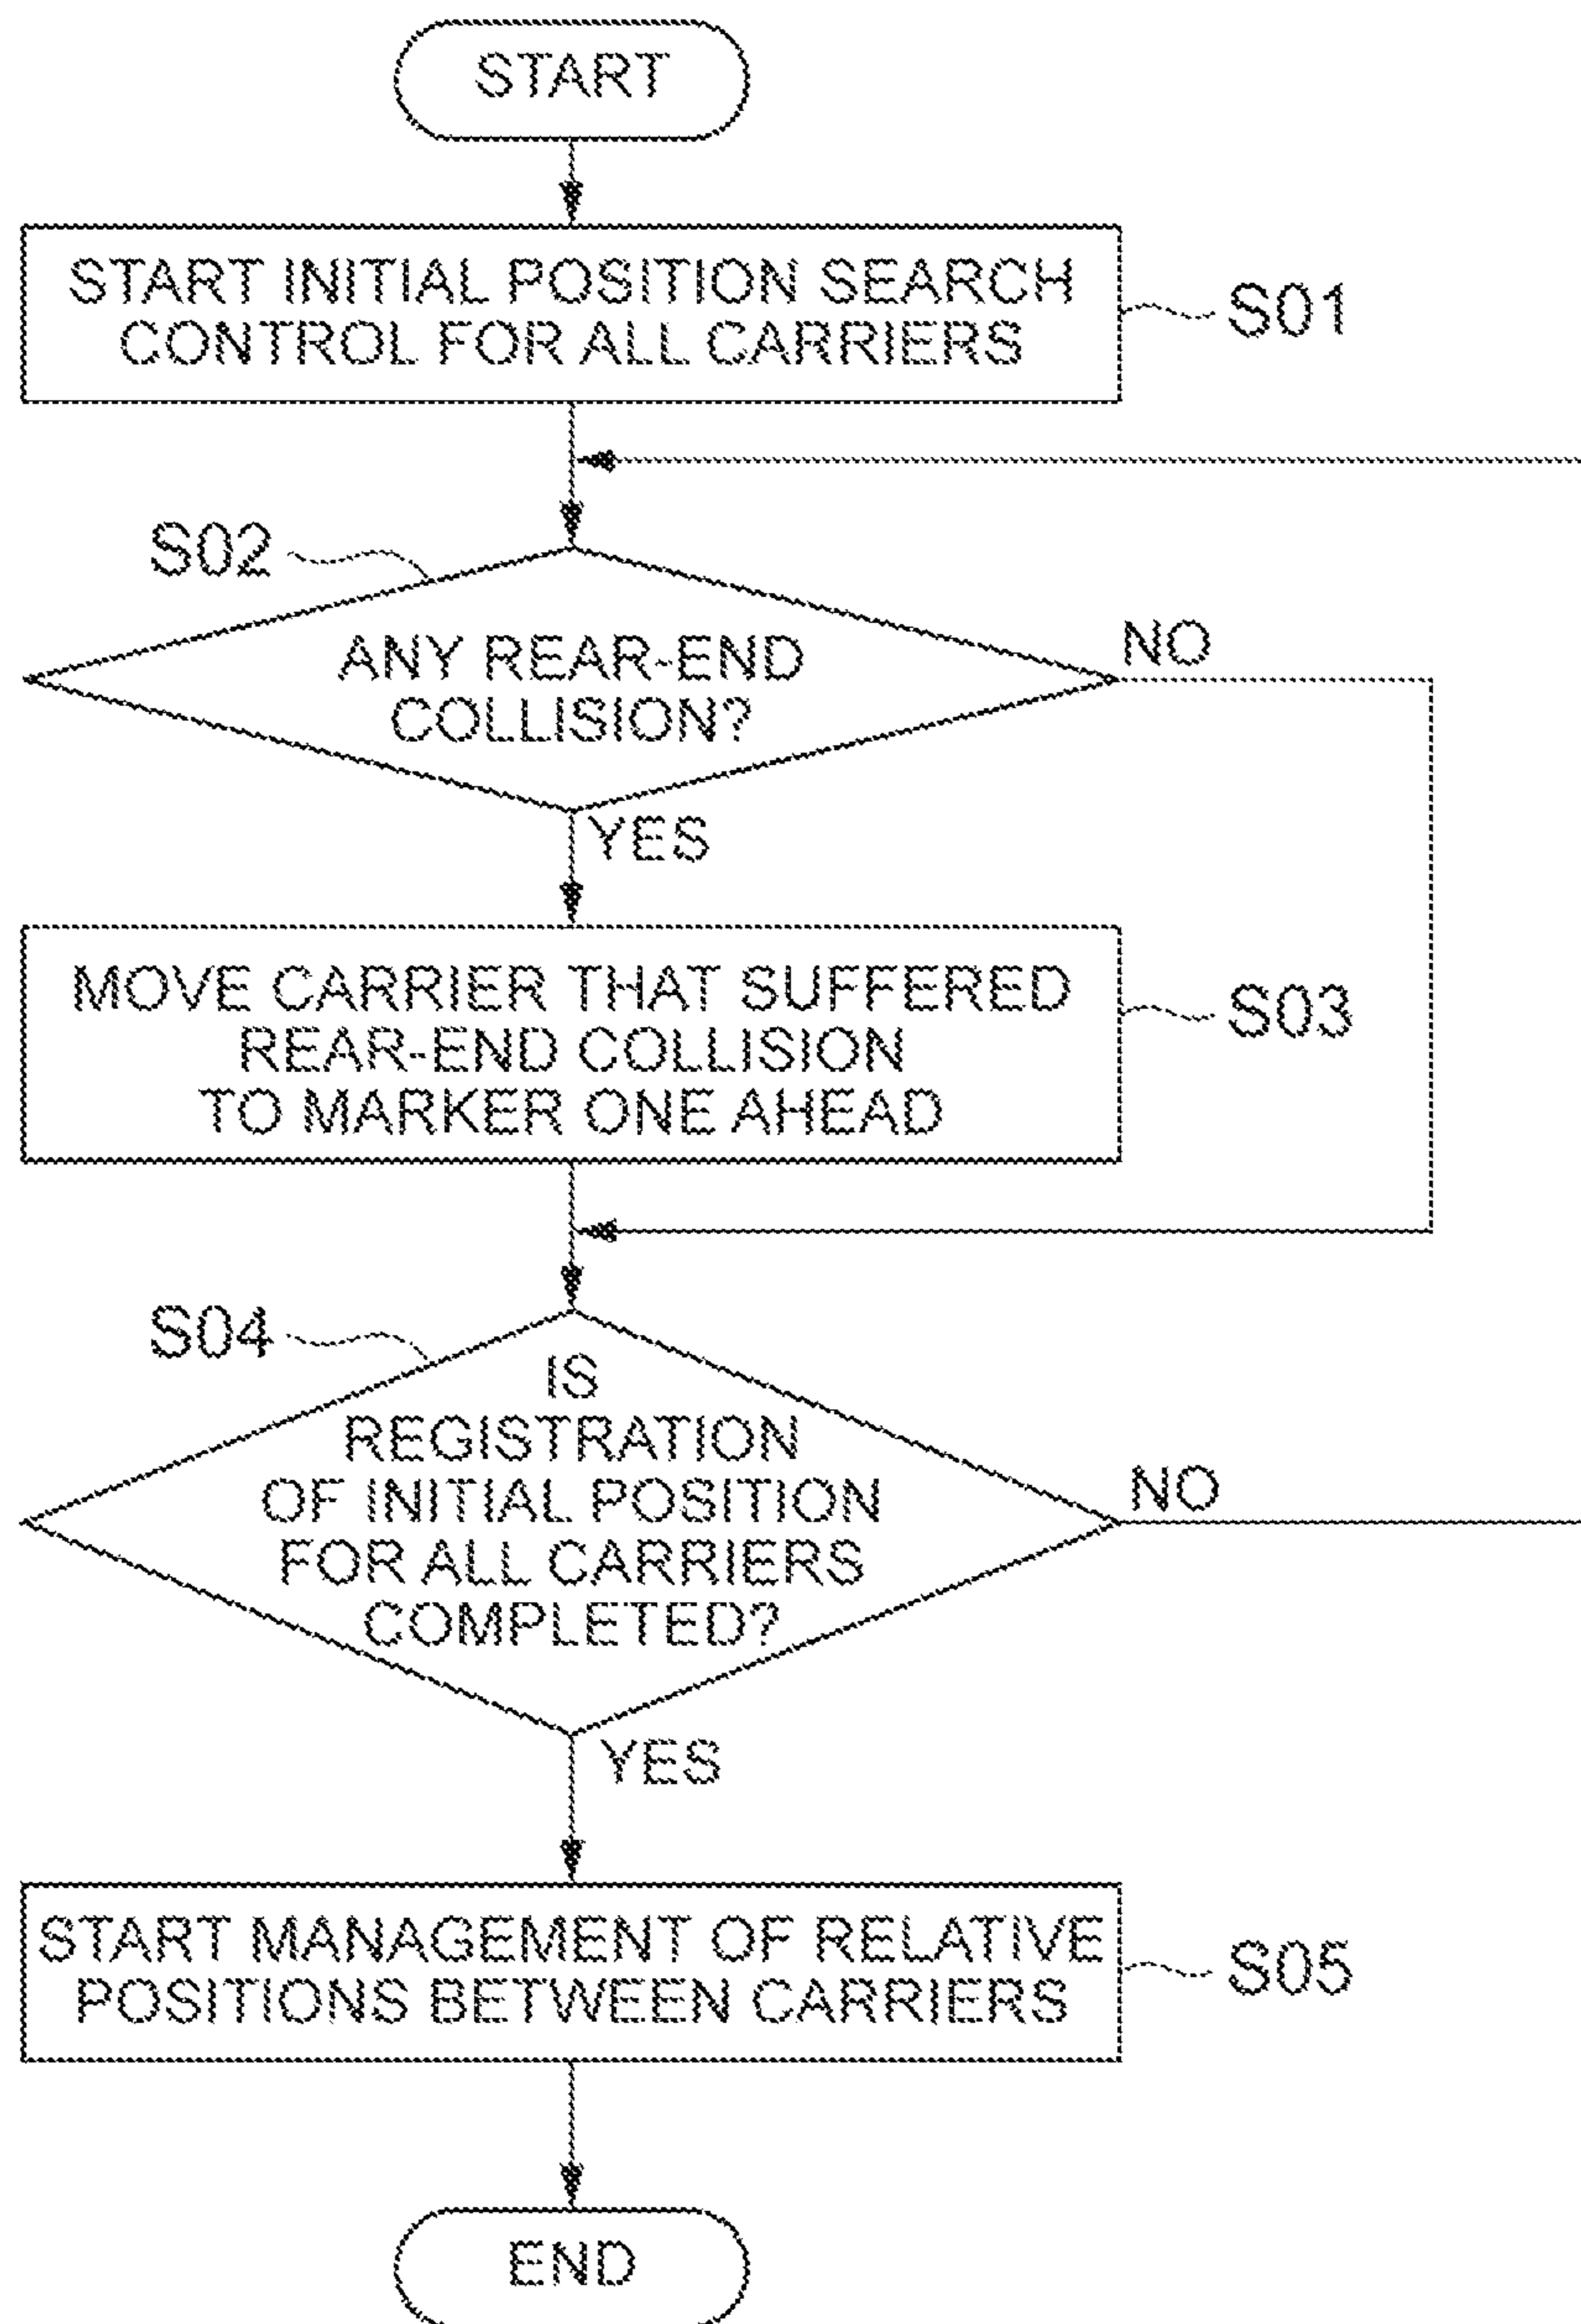 START
START INITIAL POSITION SEARCH
CONTROL FOR ALL CARRIERS
S01
S02
ANY REAR-END
COLLISION?
NO
YES
MOVE CARRIER THAT SUFFERED
REAR-END COLLISION
TO MARKER ONE AHEAD
S03
S04
IS
REGISTRATION
OF INITIAL POSITION
FOR ALL CARRIERS
COMPLETED?
NO
YES
START MANAGEMENT OF RELATIVE
POSITIONS BETWEEN CARRIERS
S05
END